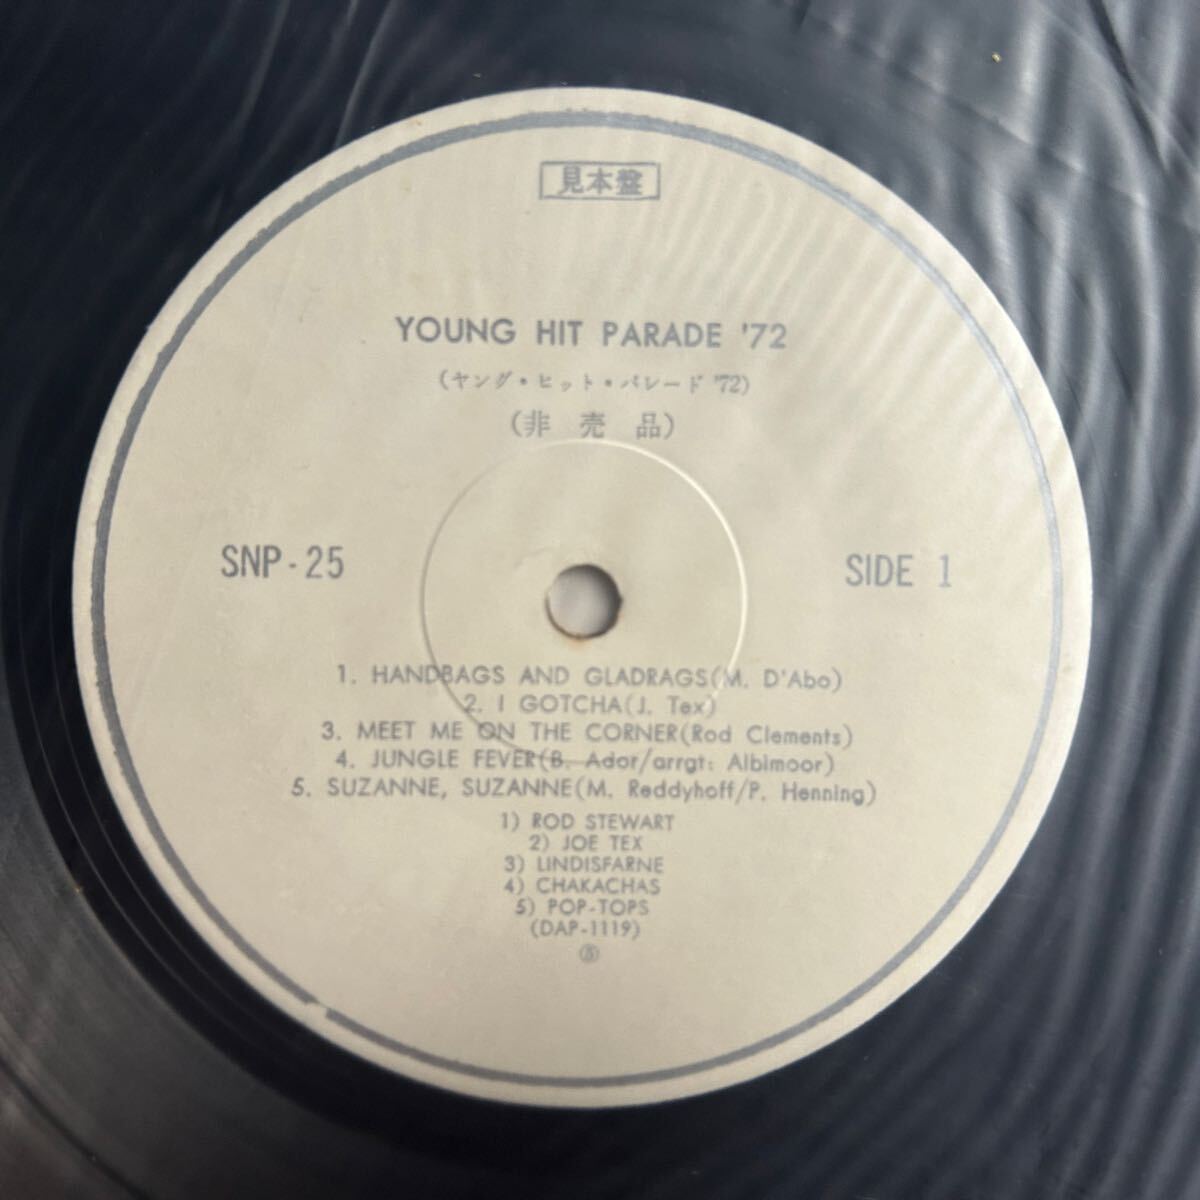 見本盤
YOUNG HIT PARADE '72
(ヤング・ヒット・パレード '72)
(非売品)
SNP-25
SIDE 1
1. HANDBAGS AND GLADRAGS(M. D'Abo)
2. I GOTCHA(J. Tex)
3. MEET ME ON THE CORNER(Rod Clements)
4. JUNGLE FEVER(B. Ador/arrgt: Albimoor)
5. SUZANNE, SUZANNE(M. Reddyhoff/P. Henning)
1) ROD STEWART
2) JOE TEX
3) LINDISFARNE
4) CHAKACHAS
5) POP-TOPS
(DAP-1119)